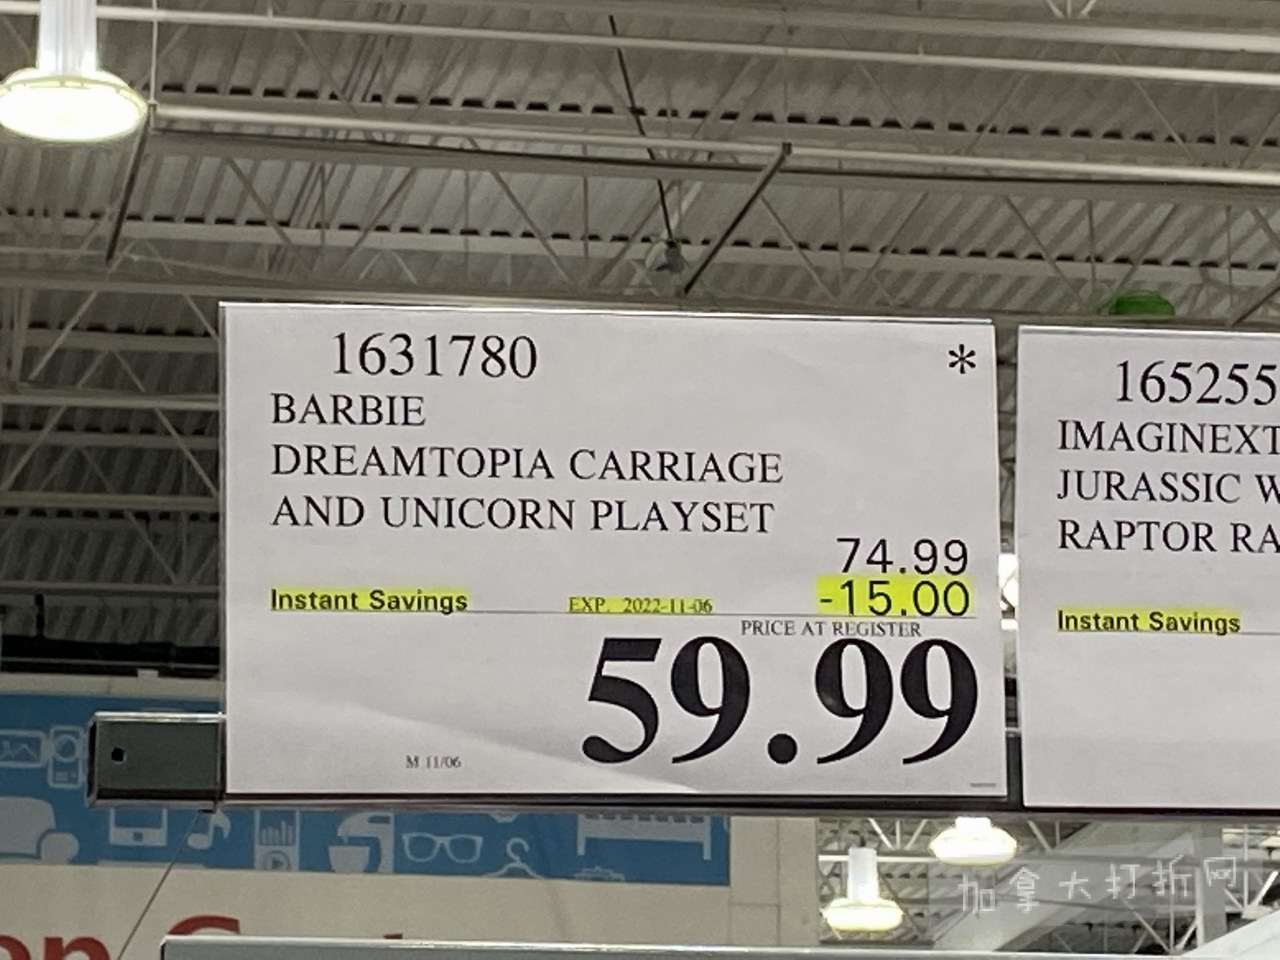 1631780
*
BARBIE
DREAMTOPIA CARRIAGE
AND UNICORN PLAYSET
74.99
Instant Savings EXP. 2022-11-06 -15.00
PRICE AT REGISTER
59.99
M 11/06
165255
IMAGINEXT
JURASSIC W
RAPTOR RA
Instant Savings
加拿大打折网